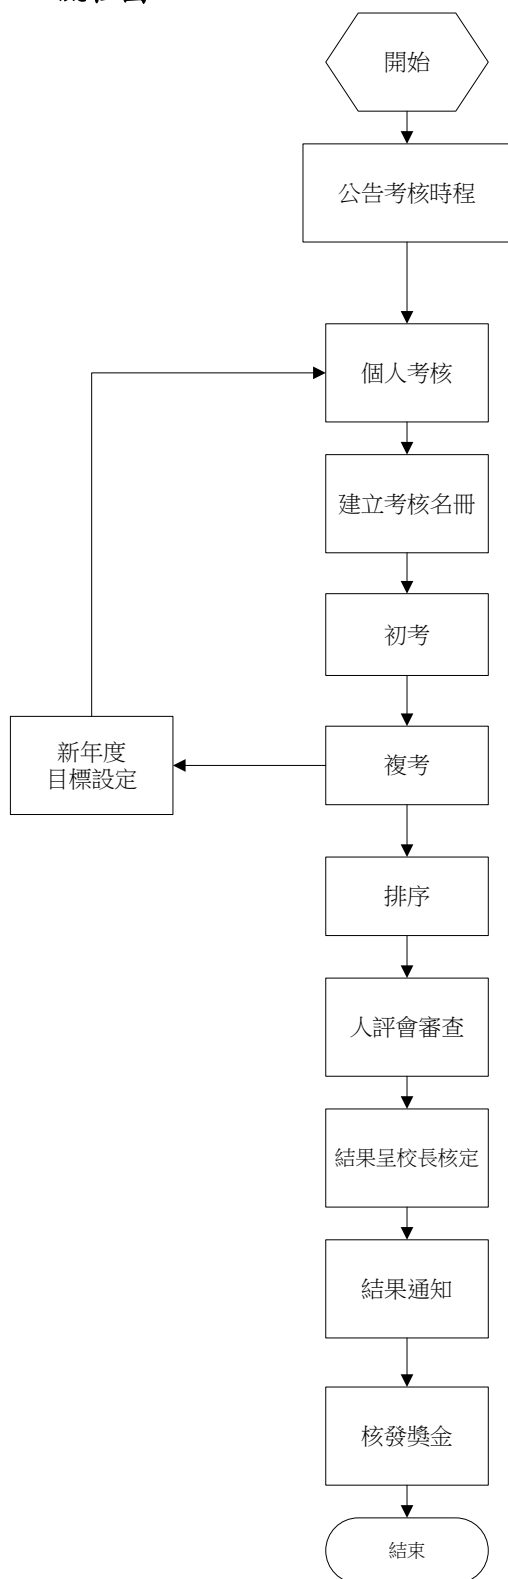 開始
公告考核時程
個人考核
建立考核名冊
初考
新年度
目標設定
複考
排序
人評會審查
結果呈校長核定
結果通知
核發獎金
結束